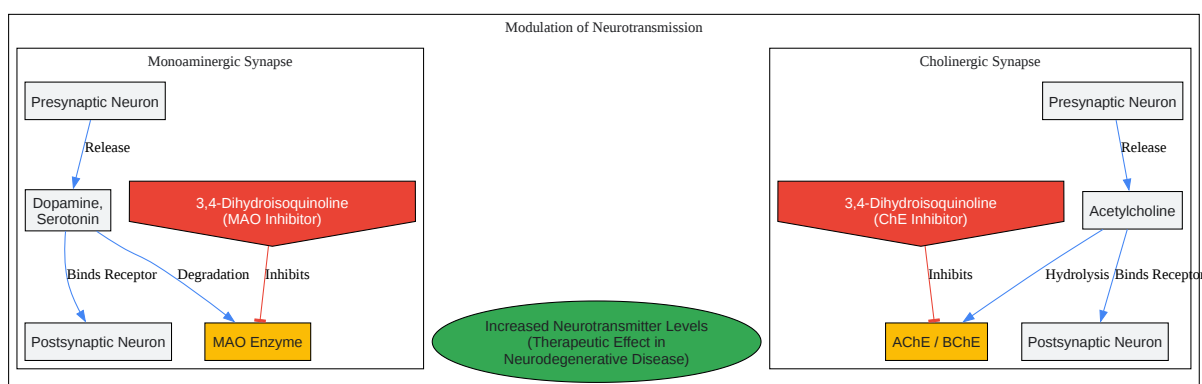 Modulation of Neurotransmission
Monoaminergic Synapse
Presynaptic Neuron
Release
Dopamine,
Serotonin
3,4-Dihydroisoquinoline
(MAO Inhibitor)
Binds Receptor
Degradation
Inhibits
Postsynaptic Neuron
MAO Enzyme
Increased Neurotransmitter Levels
(Therapeutic Effect in
Neurodegenerative Disease)
Cholinergic Synapse
Presynaptic Neuron
Release
3,4-Dihydroisoquinoline
(ChE Inhibitor)
Acetylcholine
Inhibits
Hydrolysis
Binds Receptor
AChE / BChE
Postsynaptic Neuron